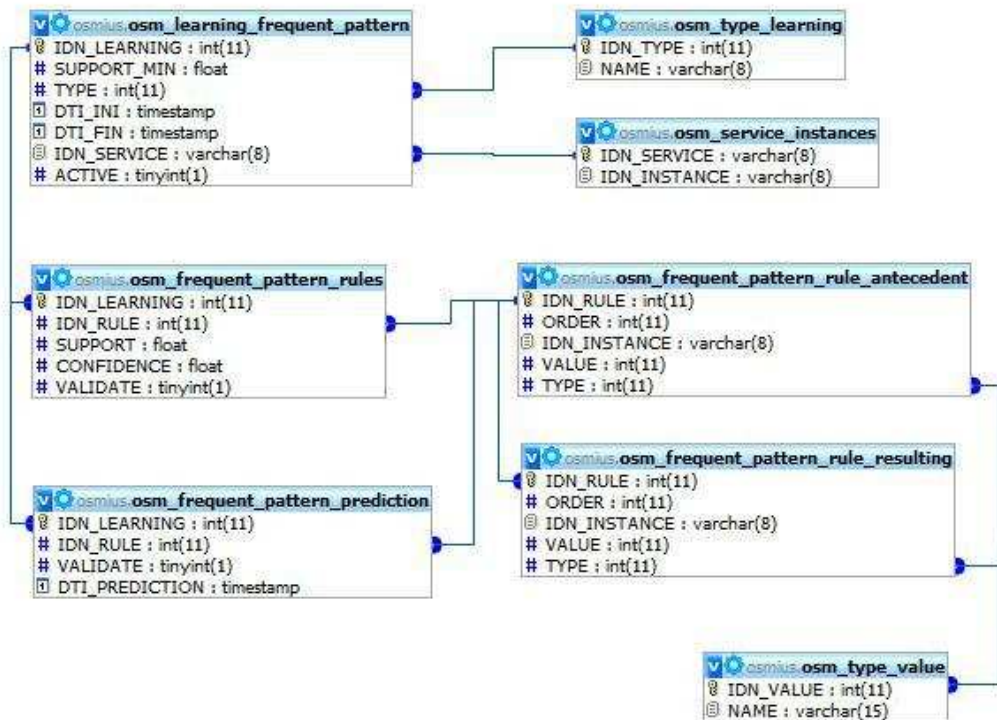 osmius.osm_learning_frequent_pattern
IDN_LEARNING : int(11)
# SUPPORT_MIN : float
# TYPE : int(11)
DTI_INI : timestamp
DTI_FIN : timestamp
IDN_SERVICE : varchar(8)
# ACTIVE : tinyint(1)
osmius.osm_type_learning
IDN_TYPE : int(11)
NAME : varchar(8)
osmius.osm_service_instances
IDN_SERVICE : varchar(8)
IDN_INSTANCE : varchar(8)
osmius.osm_frequent_pattern_rules
IDN_LEARNING : int(11)
# IDN_RULE : int(11)
# SUPPORT : float
# CONFIDENCE : float
# VALIDATE : tinyint(1)
osmius.osm_frequent_pattern_rule_antecedent
IDN_RULE : int(11)
# ORDER : int(11)
IDN_INSTANCE : varchar(8)
# VALUE : int(11)
# TYPE : int(11)
osmius.osm_frequent_pattern_prediction
IDN_LEARNING : int(11)
# IDN_RULE : int(11)
# VALIDATE : tinyint(1)
DTI_PREDICTION : timestamp
osmius.osm_frequent_pattern_rule_resulting
IDN_RULE : int(11)
# ORDER : int(11)
IDN_INSTANCE : varchar(8)
# VALUE : int(11)
# TYPE : int(11)
osmius.osm_type_value
IDN_VALUE : int(11)
NAME : varchar(15)